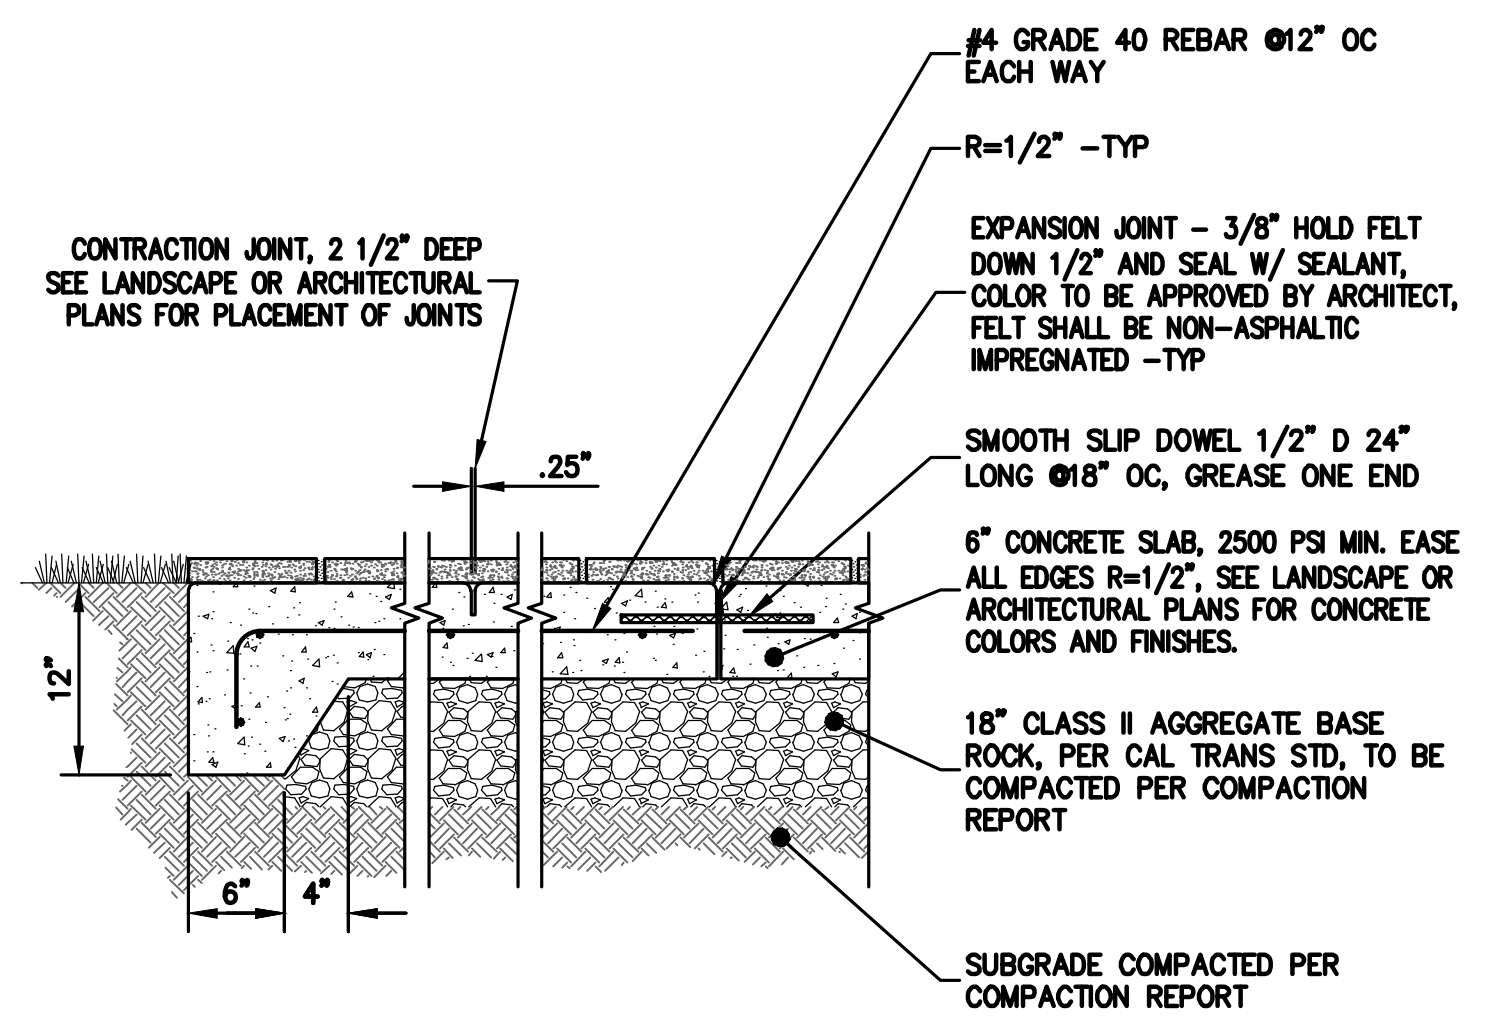 #4 GRADE 40 REBAR @12" OC
EACH WAY
R=1/2" -TYP
CONTRACTION JOINT, 2 1/2" DEEP
SEE LANDSCAPE OR ARCHITECTURAL
PLANS FOR PLACEMENT OF JOINTS
EXPANSION JOINT - 3/8" HOLD FELT
DOWN 1/2" AND SEAL W/ SEALANT,
COLOR TO BE APPROVED BY ARCHITECT,
FELT SHALL BE NON-ASPHALTIC
IMPREGNATED -TYP
.25"
SMOOTH SLIP DOWEL 1/2" D 24"
LONG @18" OC, GREASE ONE END
6" CONCRETE SLAB, 2500 PSI MIN. EASE
ALL EDGES R=1/2", SEE LANDSCAPE OR
ARCHITECTURAL PLANS FOR CONCRETE
COLORS AND FINISHES.
12"
18" CLASS II AGGREGATE BASE
ROCK, PER CAL TRANS STD, TO BE
COMPACTED PER COMPACTION
REPORT
6"
4"
SUBGRADE COMPACTED PER
COMPACTION REPORT